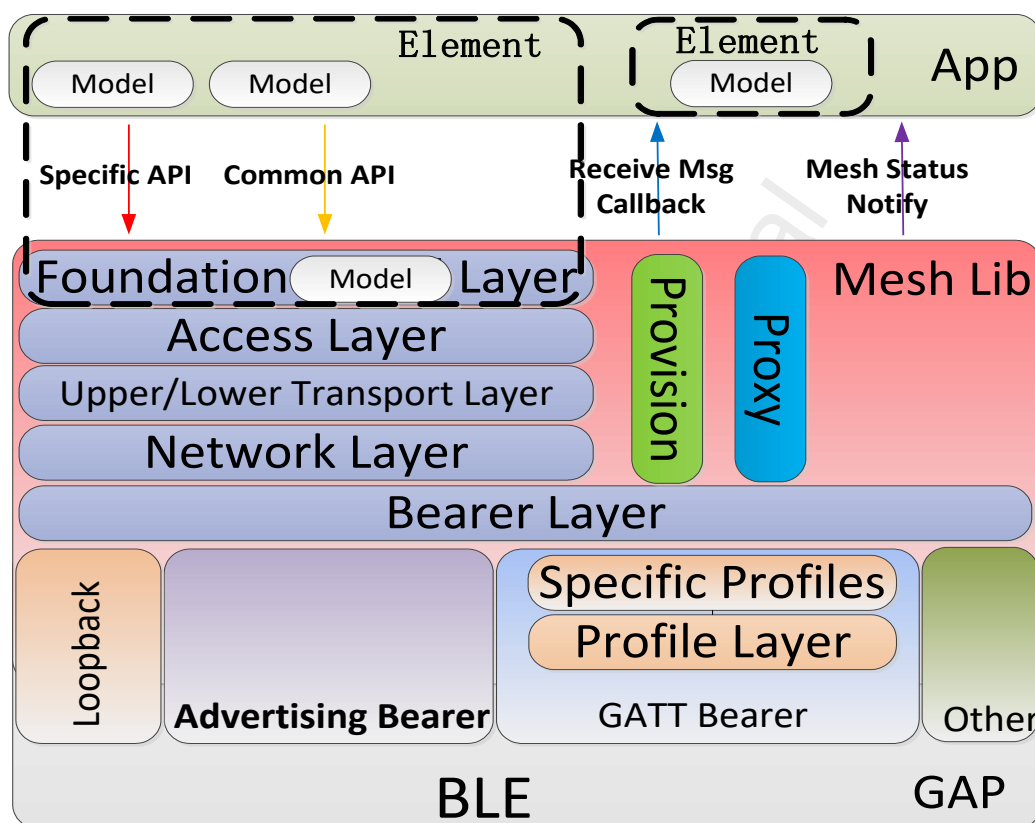 Element
Element
App
Model
Model
Model
Specific API
Common API
Receive Msg
Callback
Mesh Status
Notify
Foundation
Model
Layer
Mesh Lib
Access Layer
Upper/Lower Transport Layer
Network Layer
Provision
Proxy
Bearer Layer
Loopback
Advertising Bearer
Specific Profiles
Profile Layer
GATT Bearer
Other
BLE
GAP